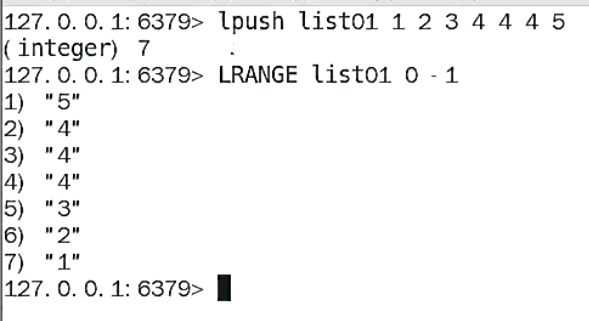 127.0.0.1:6379> lpush list01 1 2 3 4 4 4 5
(integer) 7
127.0.0.1:6379> LRANGE list01 0 -1
1) "5"
2) "4"
3) "4"
4) "4"
5) "3"
6) "2"
7) "1"
127.0.0.1:6379>